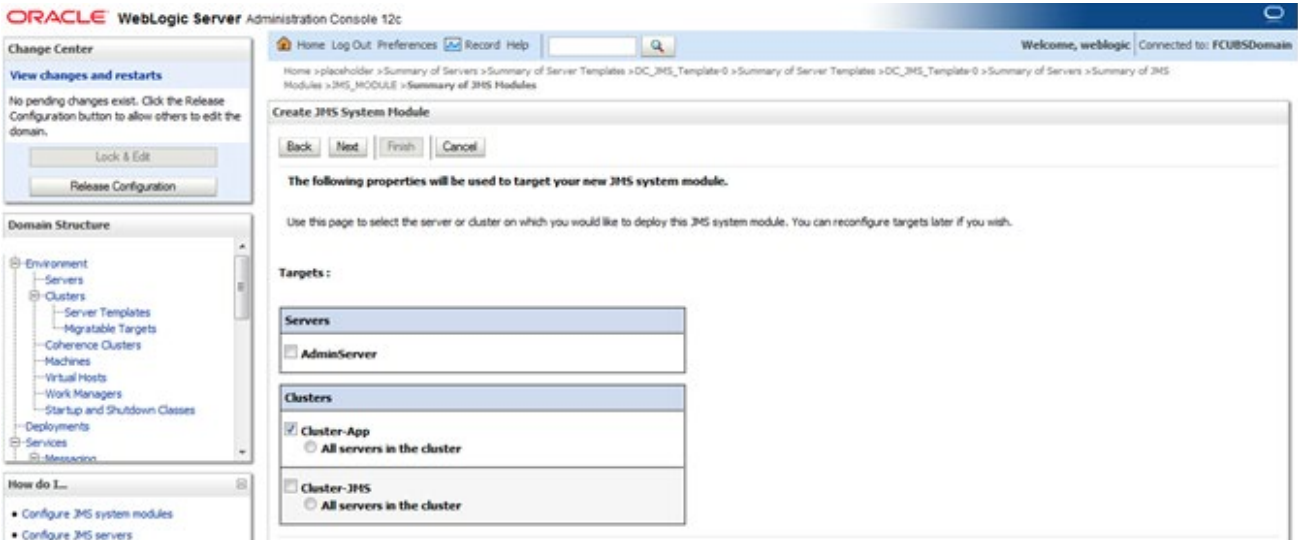 ORACLE WebLogic Server Administration Console 12c
Change Center
View changes and restarts
No pending changes exist. Click the Release
Configuration button to allow others to edit the
domain.
Lock & Edit
Release Configuration
Domain Structure
Environment
Servers
Clusters
Server Templates
Migratable Targets
Coherence Clusters
Machines
Virtual Hosts
Work Managers
Startup and Shutdown Classes
Deployments
Services
Messaging
How do I...
Configure JMS system modules
Configure JMS servers
Home Log Out Preferences Record Help
Welcome, weblogic Connected to: FCUBSDomain
Home >placeholder >Summary of Servers >Summary of Server Templates >DC_JMS_Template-0 >Summary of Server Templates >DC_JMS_Template-0 >Summary of Servers >Summary of JMS
Modules >JMS_MODULE >Summary of JMS Modules
Create JMS System Module
Back Next Finish Cancel
The following properties will be used to target your new JMS system module.
Use this page to select the server or cluster on which you would like to deploy this JMS system module. You can reconfigure targets later if you wish.
Targets :
Servers
AdminServer
Clusters
Cluster-App
All servers in the cluster
Cluster-JMS
All servers in the cluster